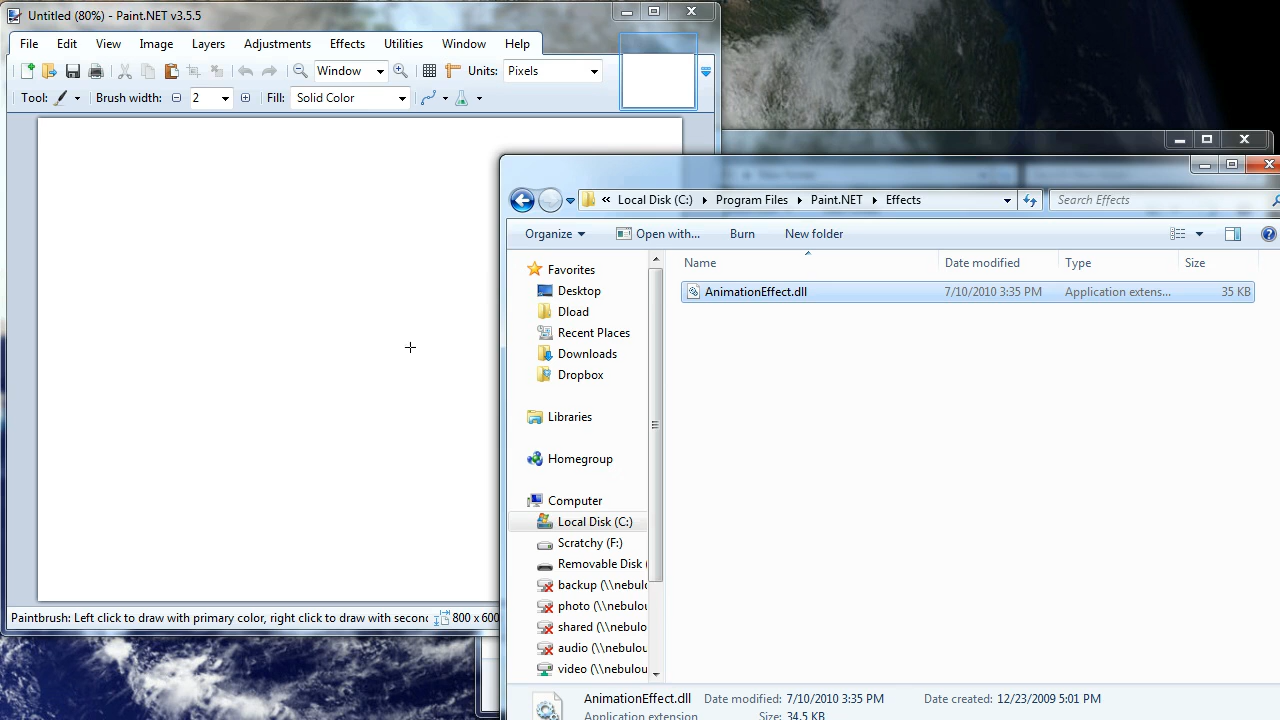 Untitled (80%) - Paint.NET v3.5.5
File Edit View Image Layers Adjustments Effects Utilities Window Help
Window Units: Pixels
Tool: Brush width: 2 Fill: Solid Color
Paintbrush: Left click to draw with primary color, right click to draw with secon 800 x 600
« Local Disk (C:) Program Files Paint.NET Effects Search Effects
Organize Open with... Burn New folder
Name Date modified Type Size
AnimationEffect.dll 7/10/2010 3:35 PM Application extens... 35 KB
Favorites
Desktop
Dload
Recent Places
Downloads
Dropbox
Libraries
Homegroup
Computer
Local Disk (C:)
Scratchy (F:)
Removable Disk (
backup (\\nebulo
photo (\\nebulou
shared (\\nebulo
audio (\\nebulou
video (\\nebulou
AnimationEffect.dll Date modified: 7/10/2010 3:35 PM Date created: 12/23/2009 5:01 PM
Application extension Size: 34.5 KB